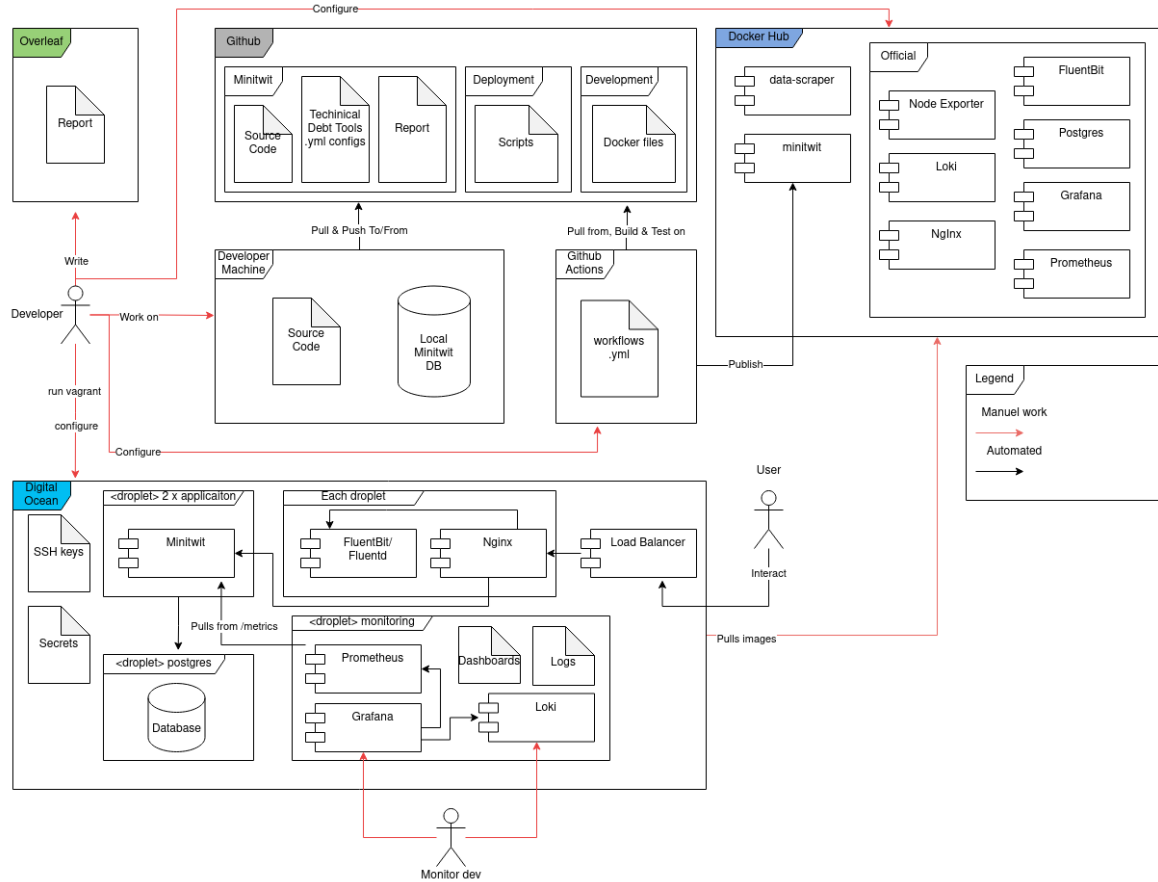 Configure
Overleaf
Report
Github
Minitwit
Source
Code
Techinical
Debt Tools
.yml configs
Report
Deployment
Scripts
Development
Docker files
Docker Hub
data-scraper
minitwit
Official
Node Exporter
Loki
NgInx
FluentBit
Postgres
Grafana
Prometheus
Pull & Push To/From
Pull from, Build & Test on
Write
Developer
Work on
Developer
Machine
Source
Code
Local
Minitwit
DB
Github
Actions
workflows
.yml
Publish
Legend
Manuel work
Automated
run vagrant
configure
Configure
User
Interact
Digital
Ocean
SSH keys
Secrets
<droplet> 2 x applicaiton
Minitwit
Each droplet
FluentBit/
Fluentd
Nginx
Load Balancer
Pulls from /metrics
<droplet> postgres
Database
<droplet> monitoring
Prometheus
Grafana
Dashboards
Logs
Loki
Pulls images
Monitor dev